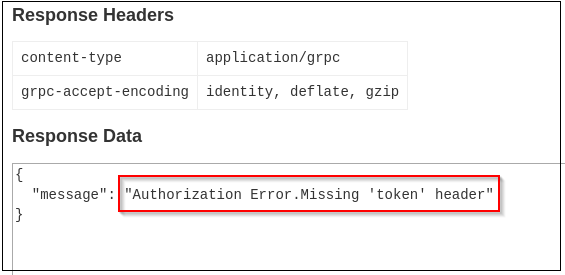 Response Headers
content-type application/grpc
grpc-accept-encoding identity, deflate, gzip
Response Data
{
"message": "Authorization Error.Missing 'token' header"
}